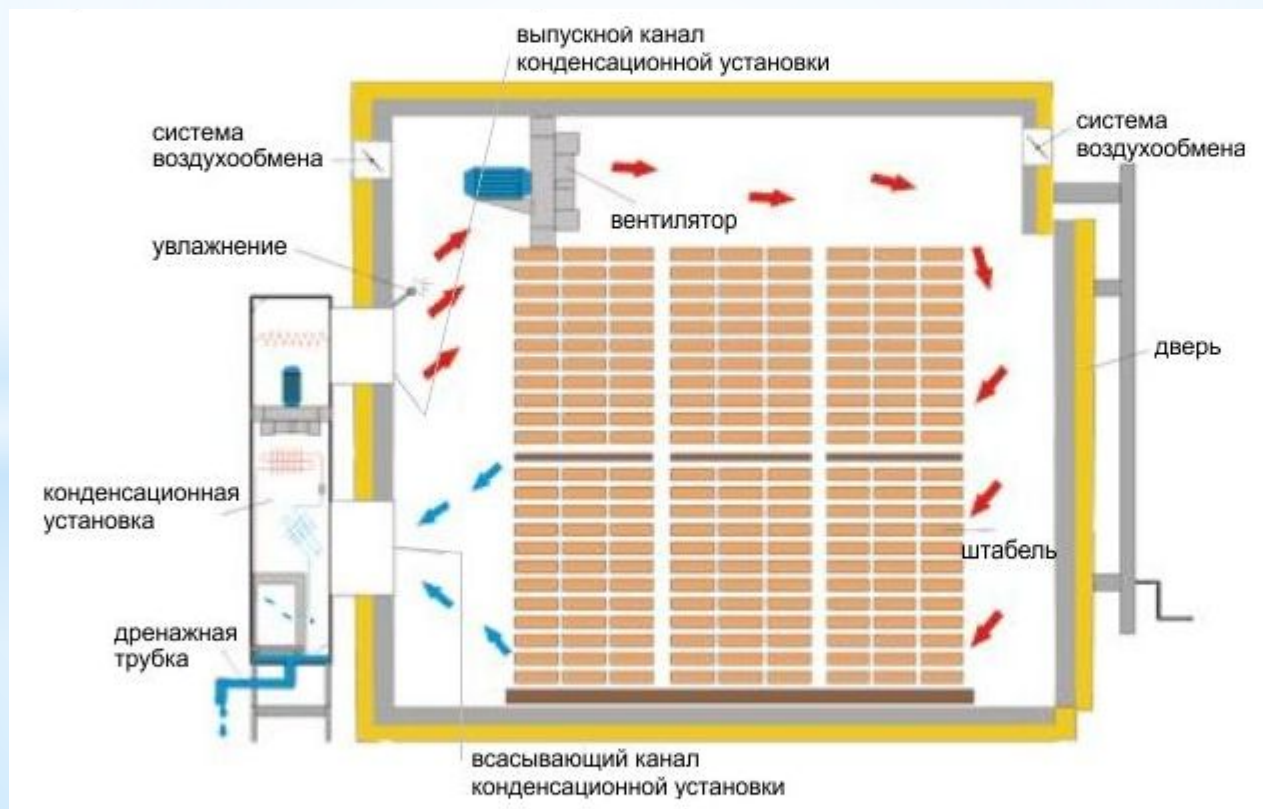 выпускной канал
конденсационной установки
система
воздухообмена
система
воздухообмена
вентилятор
увлажнение
дверь
конденсационная
установка
штабель
дренажная
трубка
всасывающий канал
конденсационной установки